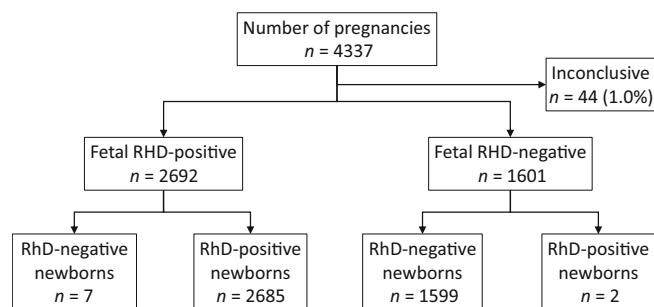 Number of pregnancies
n = 4337
Inconclusive
n = 44 (1.0%)
Fetal RHD-positive
n = 2692
Fetal RHD-negative
n = 1601
RhD-negative
newborns
n = 7
RhD-positive
newborns
n = 2685
RhD-negative
newborns
n = 1599
RhD-positive
newborns
n = 2